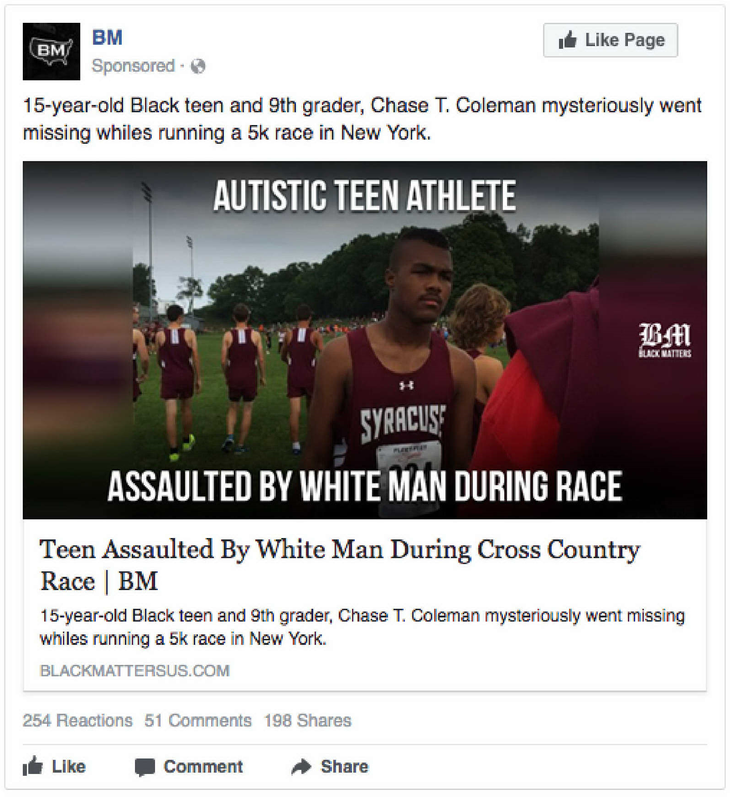 BM
BM
Like Page
Sponsored ·
15-year-old Black teen and 9th grader, Chase T. Coleman mysteriously went
missing whiles running a 5k race in New York.
AUTISTIC TEEN ATHLETE
BM
BLACK MATTERS
SYRACUSE
ASSAULTED BY WHITE MAN DURING RACE
Teen Assaulted By White Man During Cross Country
Race | BM
15-year-old Black teen and 9th grader, Chase T. Coleman mysteriously went missing
whiles running a 5k race in New York.
BLACKMATTERSUS.COM
254 Reactions 51 Comments 198 Shares
Like Comment Share